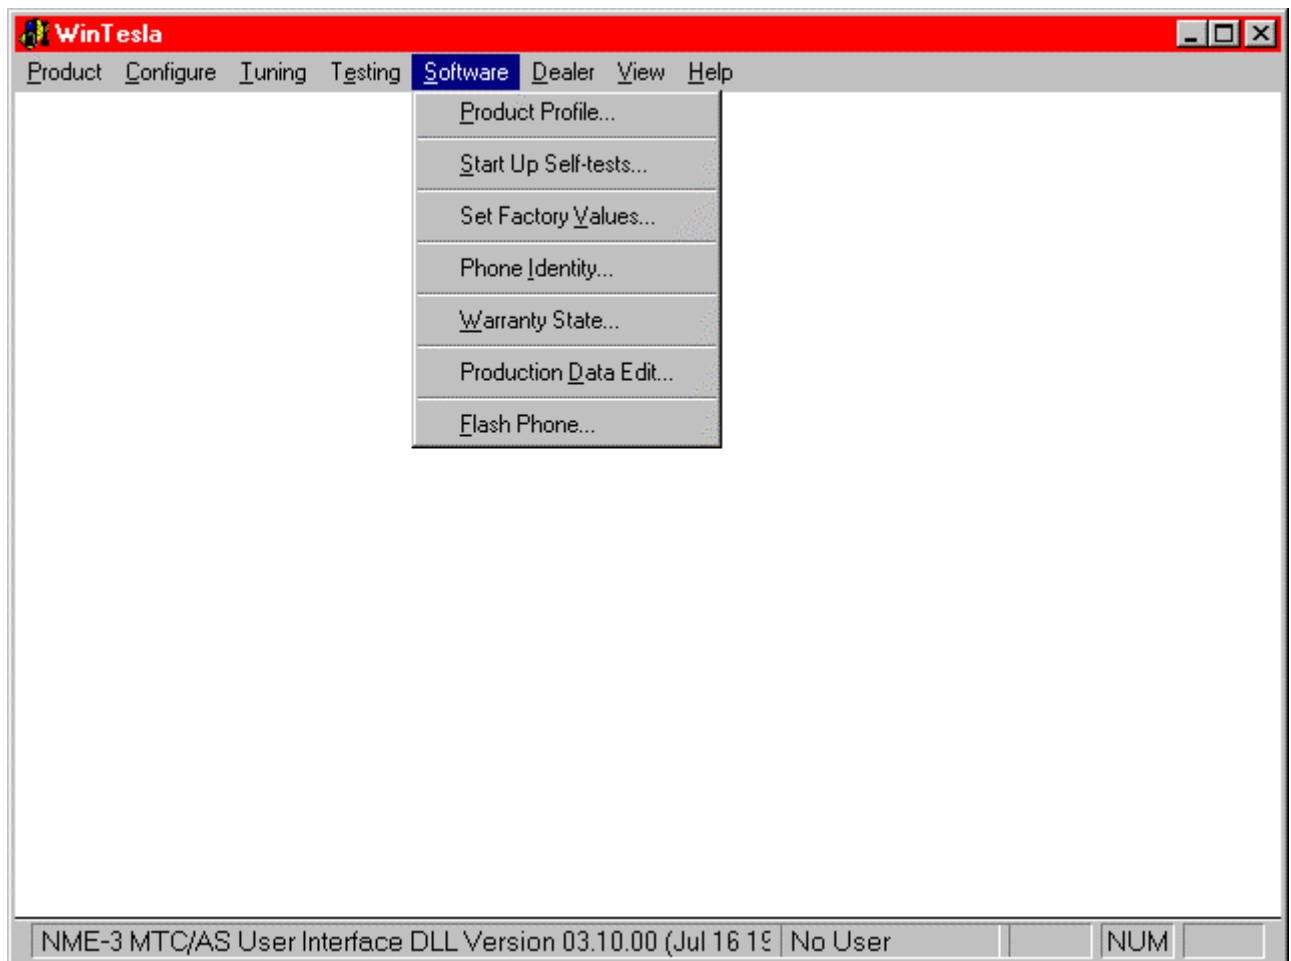 WinTesla
Product Configure Tuning Testing Software Dealer View Help
Product Profile...
Start Up Self-tests...
Set Factory Values...
Phone Identity...
Warranty State...
Production Data Edit...
Flash Phone...
NME-3 MTC/AS User Interface DLL Version 03.10.00 (Jul 16 19 No User NUM